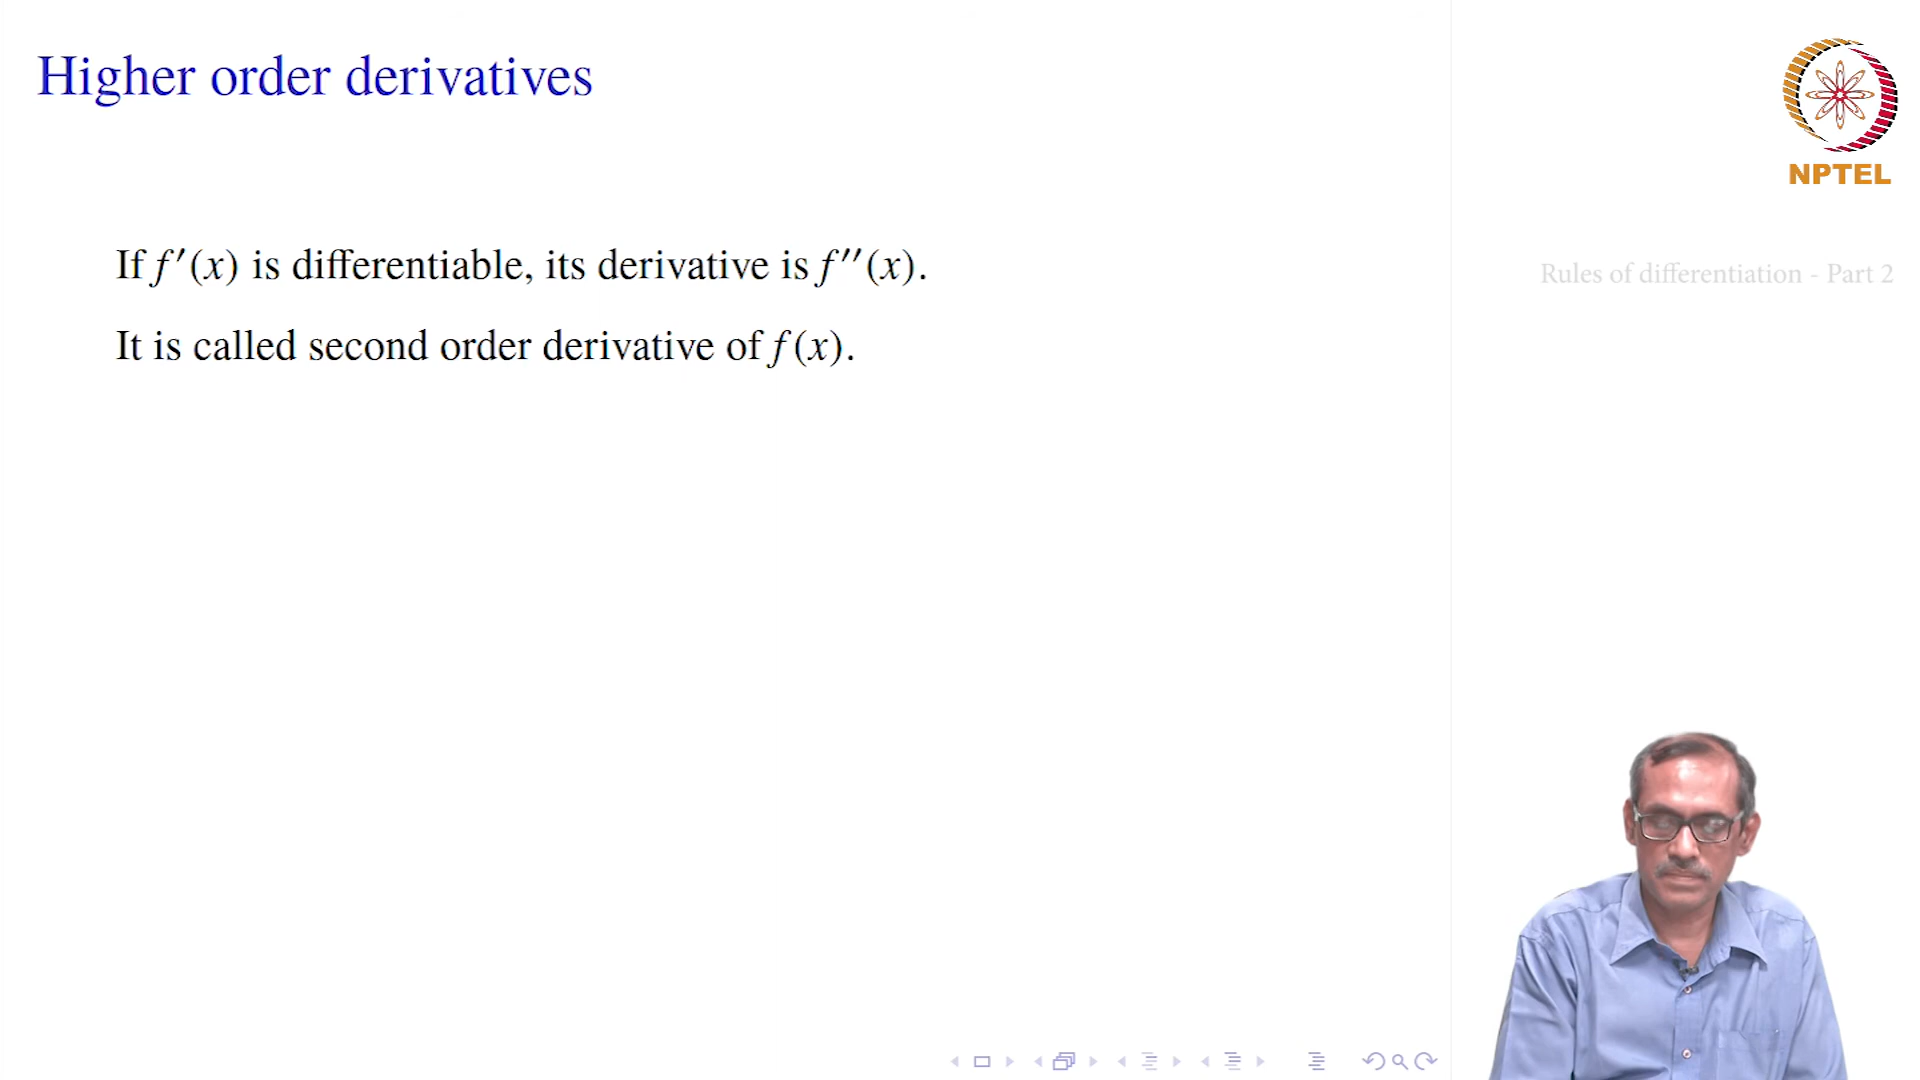 Higher order derivatives
NPTEL
If f′(x) is differentiable, its derivative is f′′(x).
Rules of differentiation - Part 2
It is called second order derivative of f(x).